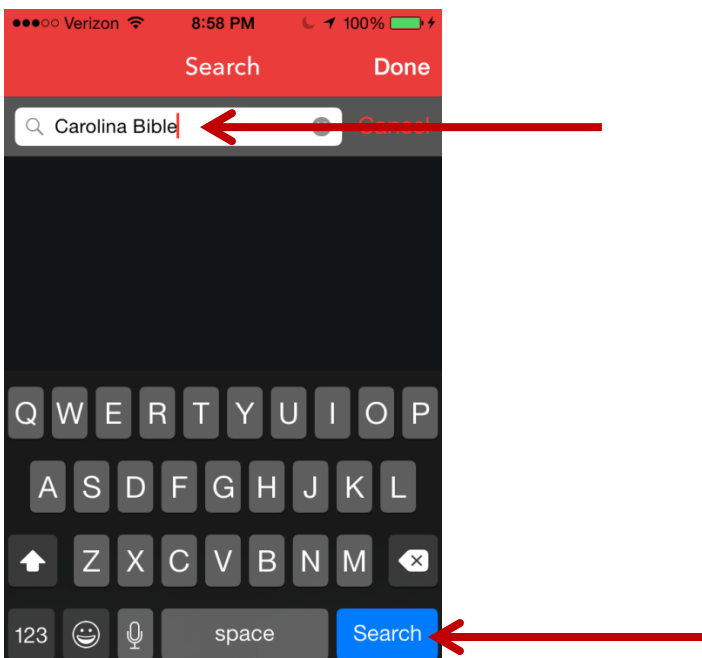 Verizon 8:58 PM 100%
Search Done
Carolina Bible Cancel
Q W E R T Y U I O P
A S D F G H J K L
Z X C V B N M
123 space Search